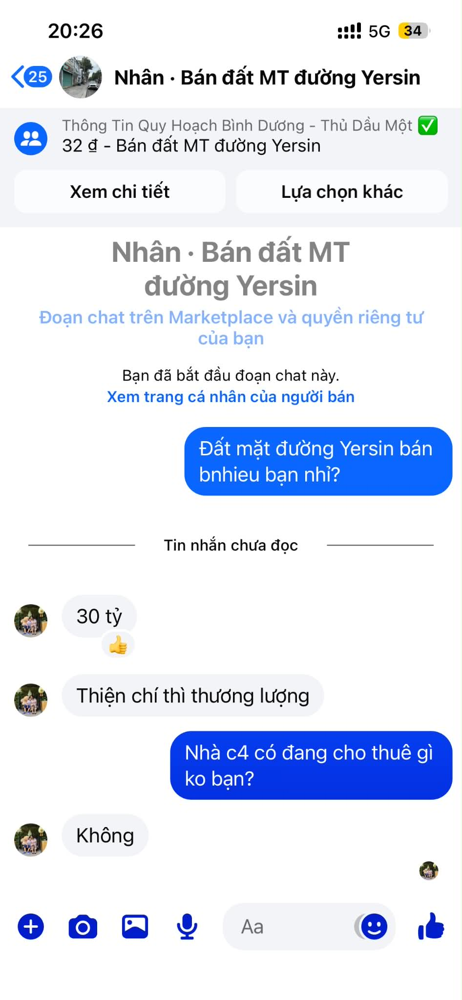 20:26
5G
34
25
Nhân · Bán đất MT đường Yersin
Thông Tin Quy Hoạch Bình Dương - Thủ Dầu Một ✅
32 ₫ - Bán đất MT đường Yersin
Xem chi tiết
Lựa chọn khác
Nhân · Bán đất MT
đường Yersin
Đoạn chat trên Marketplace và quyền riêng tư
của bạn
Bạn đã bắt đầu đoạn chat này.
Xem trang cá nhân của người bán
Đất mặt đường Yersin bán
bnhieu bạn nhỉ?
Tin nhắn chưa đọc
30 tỷ
👍
Thiện chí thì thương lượng
Nhà c4 có đang cho thuê gì
ko bạn?
Không
Aa